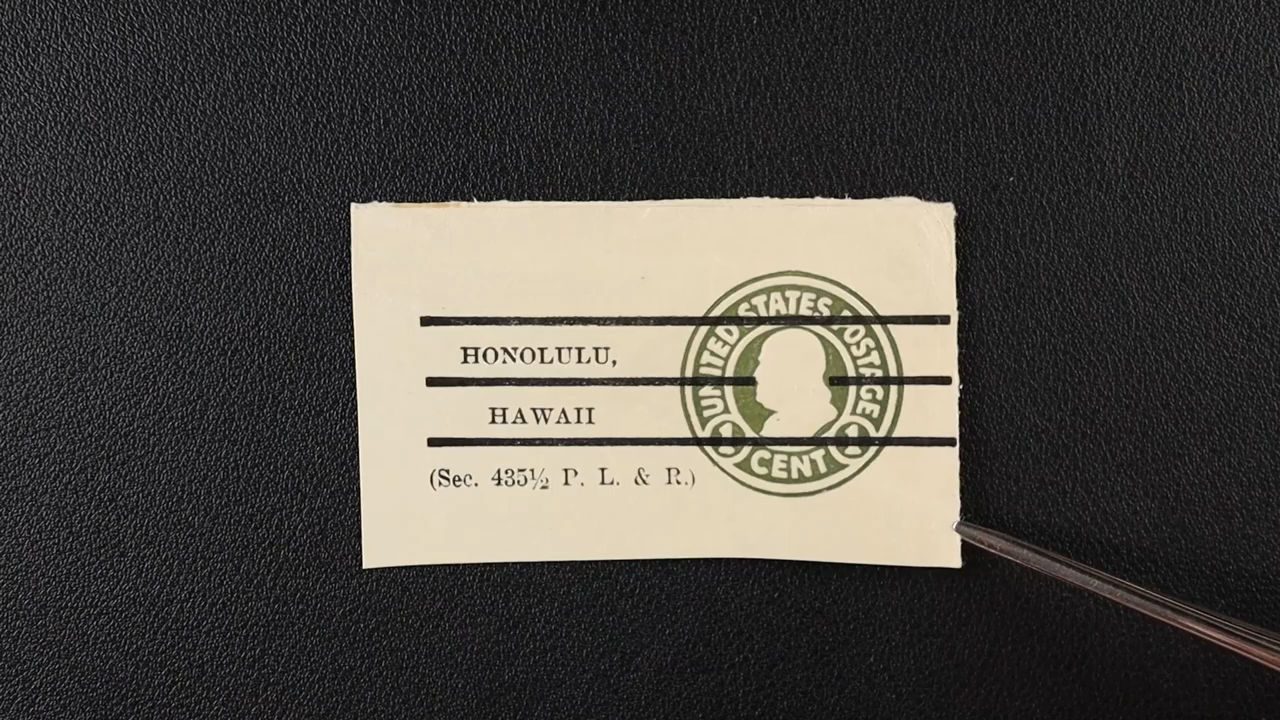 HONOLULU,
HAWAII
(Sec. 435½ P. L. & R.)
UNITED STATES POSTAGE
1 CENT 1